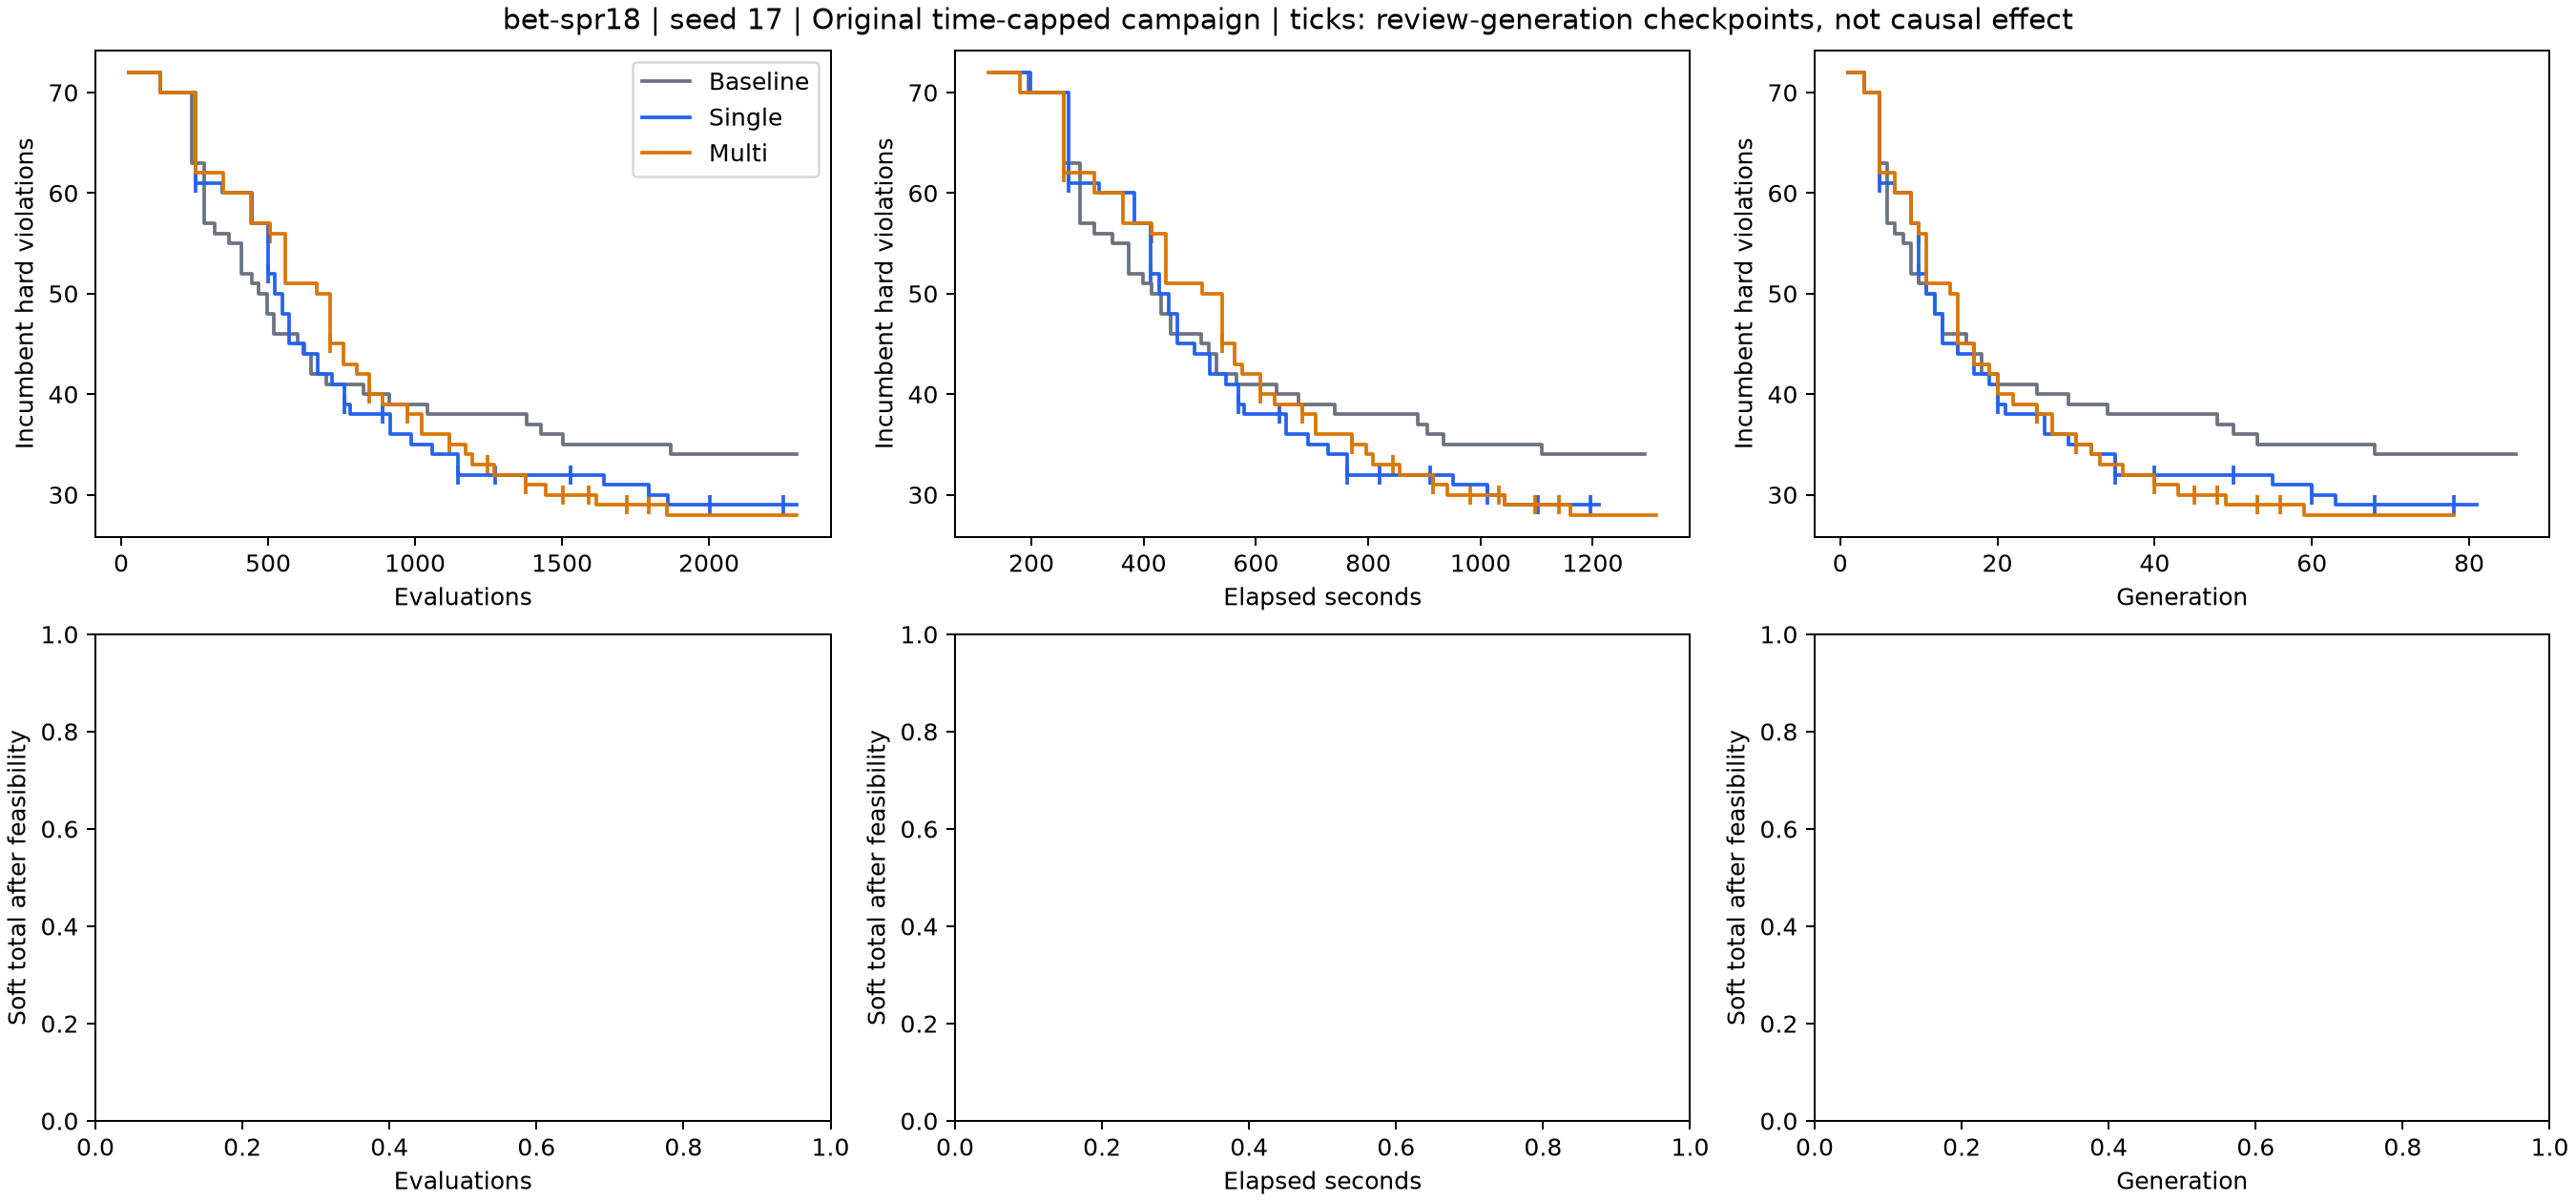 bet-spr18 | seed 17 | Original time-capped campaign | ticks: review-generation checkpoints, not causal effect
Incumbent hard violations
70
60
50
40
30
0 500 1000 1500 2000
Evaluations
Baseline
Single
Multi
Incumbent hard violations
70
60
50
40
30
200 400 600 800 1000 1200
Elapsed seconds
Incumbent hard violations
70
60
50
40
30
0 20 40 60 80
Generation
Soft total after feasibility
1.0
0.8
0.6
0.4
0.2
0.0
0.0 0.2 0.4 0.6 0.8 1.0
Evaluations
Soft total after feasibility
1.0
0.8
0.6
0.4
0.2
0.0
0.0 0.2 0.4 0.6 0.8 1.0
Elapsed seconds
Soft total after feasibility
1.0
0.8
0.6
0.4
0.2
0.0
0.0 0.2 0.4 0.6 0.8 1.0
Generation